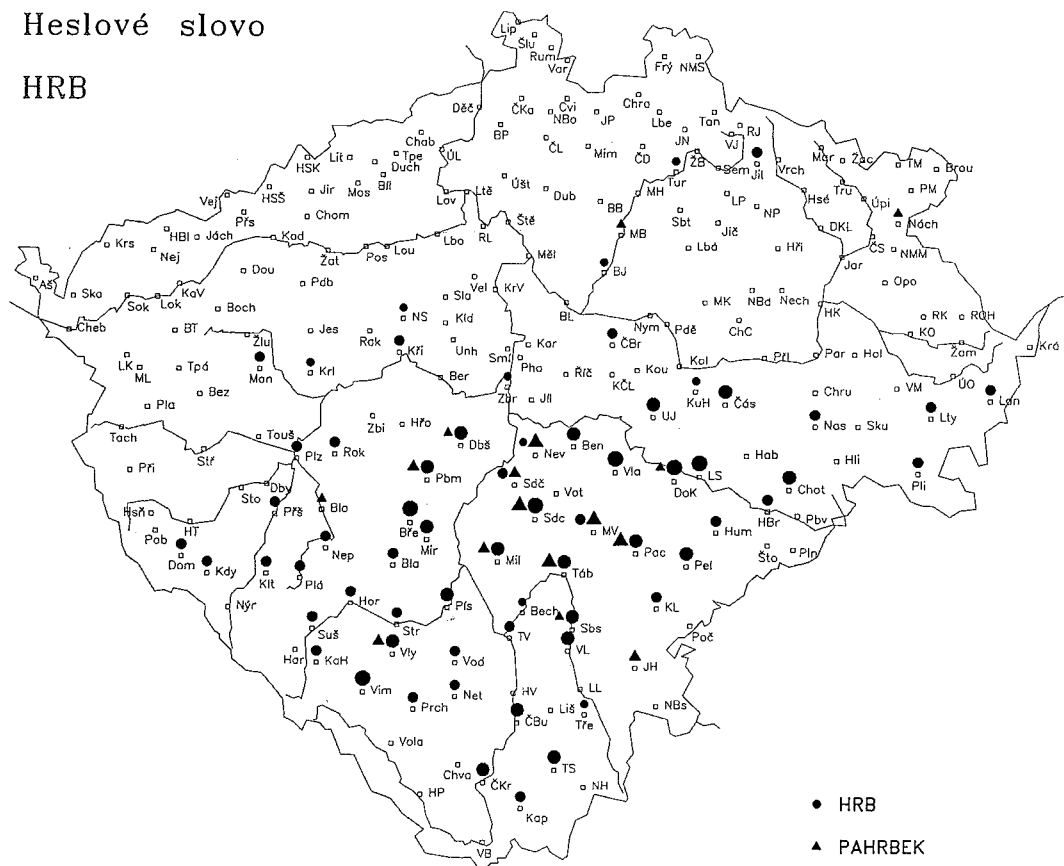 Heslové slovo
HRB
Lip
Šlu
Rum
Var
Frý NMS
Děč
ČKa
Cvi
NBo
JP
Chra
Lbe
Tan
RJ
VJ
JN
BP
ČL
Mim
ČD
ŽB
Sem
Jil
Vrch
Mar
Žac
TM
Brou
PM
HSK
Lit
Chab
Tpe
Duch
Bíl
ÚL
Vej
HSŠ
Jir
Mos
Lov
Ltě
Úšt
Dub
BB
MH
Tur
LP
NP
Hsé
Tru
Úpi
Nách
Přs
Chom
HBl
Jách
Kad
Krs
Nej
Žat
Pos
Lou
Lbo
RL
Ště
MB
Sbt
Jič
Lbá
Hři
DKL
ČS
NMM
Jar
Měl
BJ
Aš
Ska
Sok
Lok
KaV
Dou
Pdb
Boch
Sla
Vel
KrV
BL
MK
NBd
Nech
HK
Opo
Cheb
BT
Žlu
Jes
Rak
NS
Kld
Nym
Pdě
ChC
KO
RK
ROH
Žam
Krá
LK
ML
Tpá
Man
Krl
Kři
Unh
Smí
Kar
Pha
ČBr
Kol
Přl
Par
Hol
Bez
Ber
Zbr
Říč
KČL
Kou
KuH
Čás
Chru
VM
ÚO
Lan
Pla
Jíl
UJ
Nas
Sku
Lty
Tach
Touš
Zbi
Hřo
Stř
Plz
Rok
Dbš
Nev
Ben
Vla
Hab
Hli
Pli
Při
Sto
Dby
Pbm
Sdč
Vot
DoK
LS
Chot
Hsň
Přš
Blo
Bře
Sdc
HBr
Pbv
Pob
HT
Mir
MV
Hum
Dom
Nep
Bla
Mil
Pac
Pel
Što
Pln
Kdy
Klt
Plá
Táb
Nýr
Hor
Pís
Bech
KL
Suš
Str
TV
Sbs
Poč
Har
KaH
Vly
Vod
VL
JH
Vim
Net
HV
LL
Prch
ČBu
Liš
Tře
NBs
Vola
Chva
ČKr
TS
HP
Kap
NH
VB
HRB
PAHRBEK